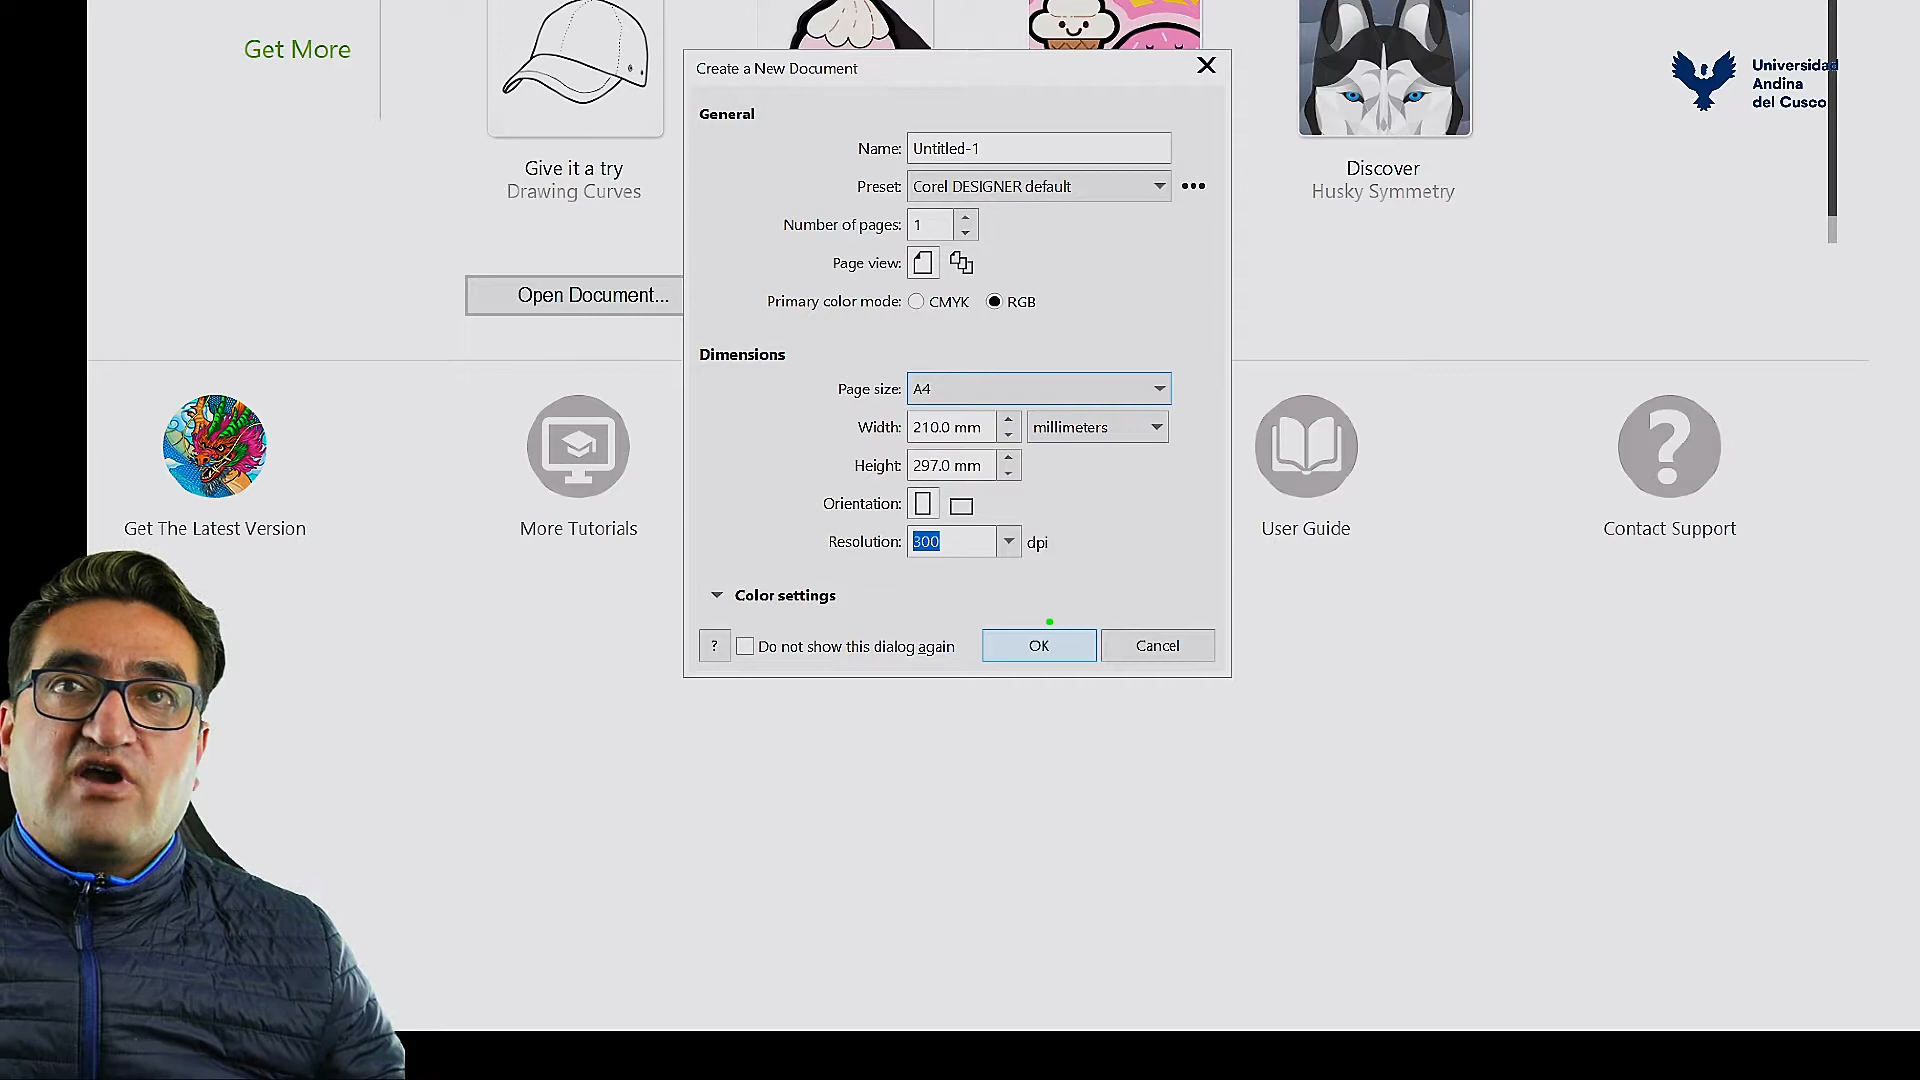 Get More
Universidad
Andina
del Cusco
Give it a try
Drawing Curves
Discover
Husky Symmetry
Open Document...
Create a New Document
General
Name: Untitled-1
Preset: Corel DESIGNER default
Number of pages: 1
Page view:
Primary color mode: CMYK RGB
Dimensions
Page size: A4
Width: 210.0 mm millimeters
Height: 297.0 mm
Orientation:
Resolution: 300 dpi
Color settings
? Do not show this dialog again OK Cancel
Get The Latest Version
More Tutorials
User Guide
?
Contact Support